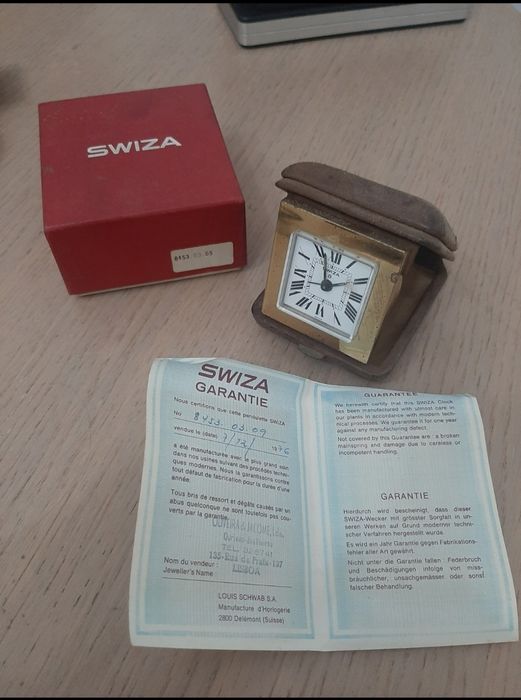 SWIZA
8153.03.05
SWIZA
SWIZA
GARANTIE
Nous certifions que cette pendulette SWIZA
No 8453.03.09
vendue le (date) 7/12/1976
a été manufacturée avec le plus grand soin
dans nos usines suivant des procédés techni-
ques modernes. Nous la garantissons contre
tout défaut de fabrication pour la durée d'une
année.
Tous bris de ressort et dégâts causés par un
abus quelconque ne sont toutefois pas cou-
verts par la garantie.
135-Rua da Prata-137
LISBOA
Nom du vendeur :
Jeweller's Name :
LOUIS SCHWAB S.A.
Manufacture d'Horlogerie
2800 Delémont (Suisse)
GUARANTEE
We herewith certify that this SWIZA Clock
has been manufactured with utmost care in
our plants in accordance with modern tech-
nical processes. We guarantee it for one year
against any manufacturing defect.
Not covered by this Guarantee are : a broken
mainspring and damage due to careless or
incompetent handling.
GARANTIE
Hierdurch wird bescheinigt, dass dieser
SWIZA-Wecker mit grösster Sorgfalt in un-
seren Werken auf Grund moderner techni-
scher Verfahren hergestellt wurde.
Es wird ein Jahr Garantie gegen Fabrikations-
fehler aller Art gewährt.
Nicht unter die Garantie fallen : Federbruch
und Beschädigungen infolge von miss-
bräuchlicher, unsachgemässer oder sonst
falscher Behandlung.